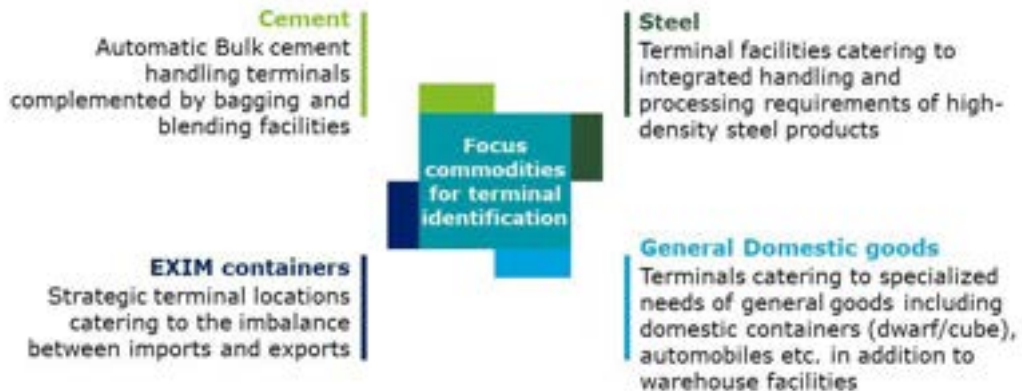 Cement
Automatic Bulk cement
handling terminals
complemented by bagging and
blending facilities
Steel
Terminal facilities catering to
integrated handling and
processing requirements of high-
density steel products
Focus
commodities
for terminal
identification
EXIM containers
Strategic terminal locations
catering to the imbalance
between imports and exports
General Domestic goods
Terminals catering to specialized
needs of general goods including
domestic containers (dwarf/cube),
automobiles etc. in addition to
warehouse facilities